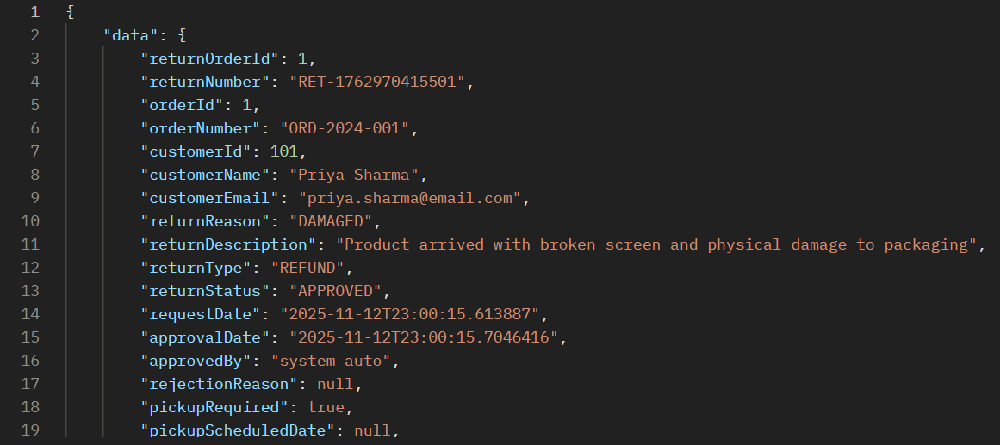 1 {
2 "data": {
3 "returnOrderId": 1,
4 "returnNumber": "RET-1762970415501",
5 "orderId": 1,
6 "orderNumber": "ORD-2024-001",
7 "customerId": 101,
8 "customerName": "Priya Sharma",
9 "customerEmail": "priya.sharma@email.com",
10 "returnReason": "DAMAGED",
11 "returnDescription": "Product arrived with broken screen and physical damage to packaging",
12 "returnType": "REFUND",
13 "returnStatus": "APPROVED",
14 "requestDate": "2025-11-12T23:00:15.613887",
15 "approvalDate": "2025-11-12T23:00:15.7046416",
16 "approvedBy": "system_auto",
17 "rejectionReason": null,
18 "pickupRequired": true,
19 "pickupScheduledDate": null,